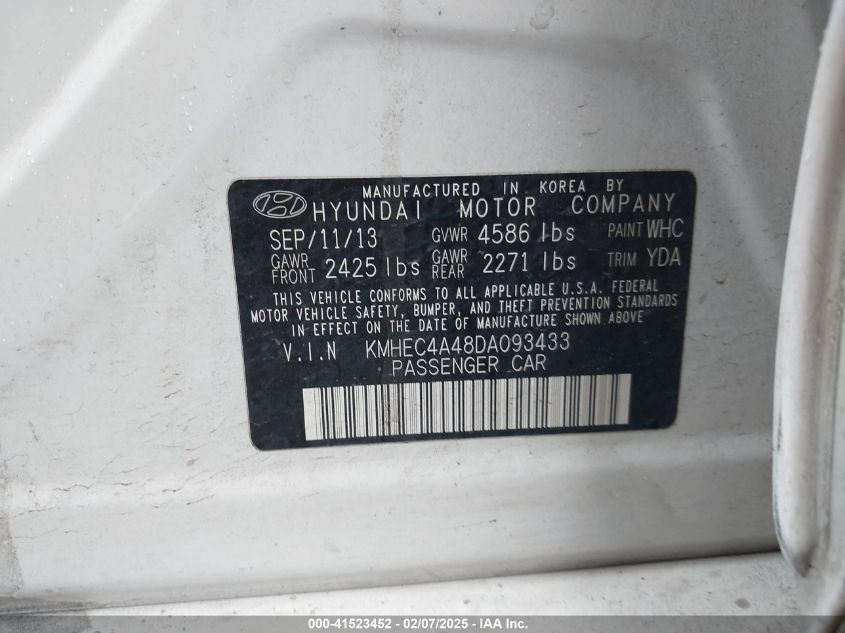 MANUFACTURED IN KOREA BY
HYUNDAI MOTOR COMPANY
SEP/11/13 GVWR 4586 lbs PAINT WHC
GAWR FRONT 2425 lbs GAWR REAR 2271 lbs TRIM YDA
THIS VEHICLE CONFORMS TO ALL APPLICABLE U.S.A. FEDERAL
MOTOR VEHICLE SAFETY, BUMPER, AND THEFT PREVENTION STANDARDS
IN EFFECT ON THE DATE OF MANUFACTURE SHOWN ABOVE
V.I.N KMHEC4A48DA093433
PASSENGER CAR
000-41523452 - 02/07/2025 - IAA Inc.